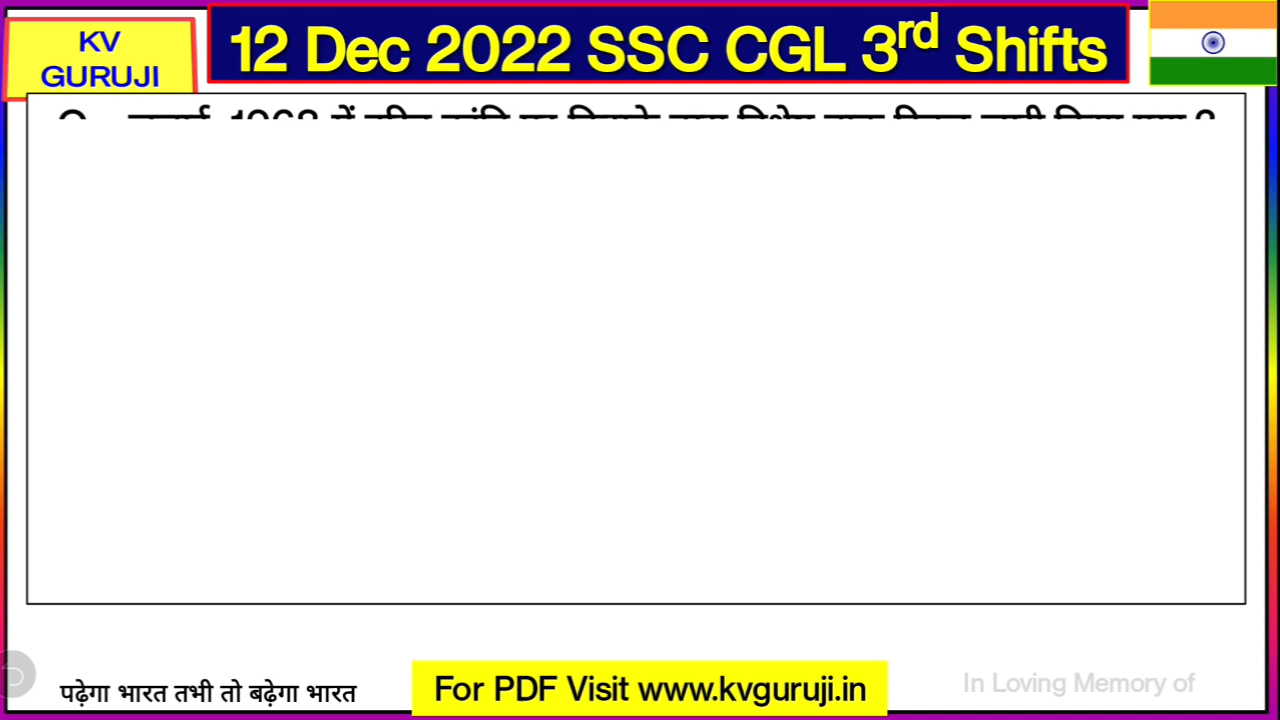 KV
GURUJI
12 Dec 2022 SSC CGL 3rd Shifts
1968 में
पढ़ेगा भारत तभी तो बढ़ेगा भारत
For PDF Visit www.kvguruji.in
In Loving Memory of